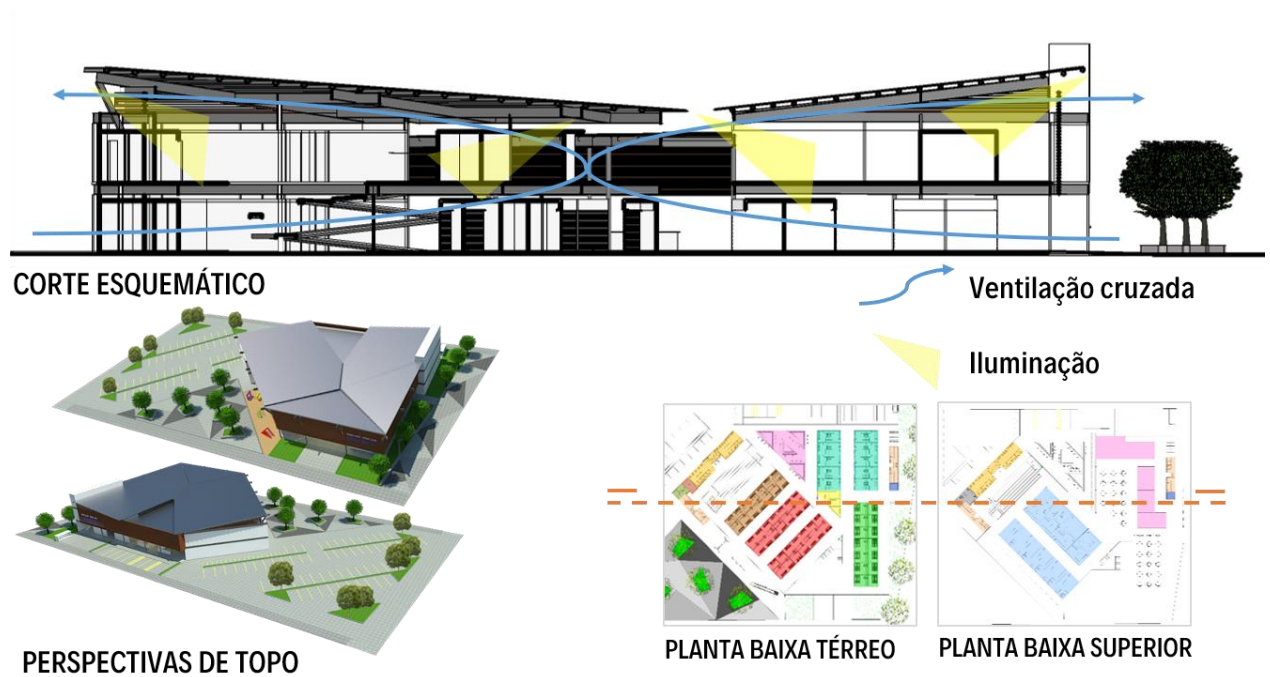 CORTE ESQUEMÁTICO
Ventilação cruzada
Iluminação
PERSPECTIVAS DE TOPO
PLANTA BAIXA TÉRREO
PLANTA BAIXA SUPERIOR